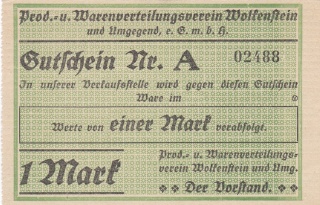 Prod.- u. Warenverteilungsverein Wolkenstein
und Umgegend, e. G. m. b. H.
Gutschein Nr. A 02488
In unserer Verkaufsstelle wird gegen diesen Gutschein
Ware im
Werte von einer Mark verabfolgt.
1 Mark
Prod.- u. Warenverteilungs-
verein Wolkenstein und Umg.
Der Vorstand.